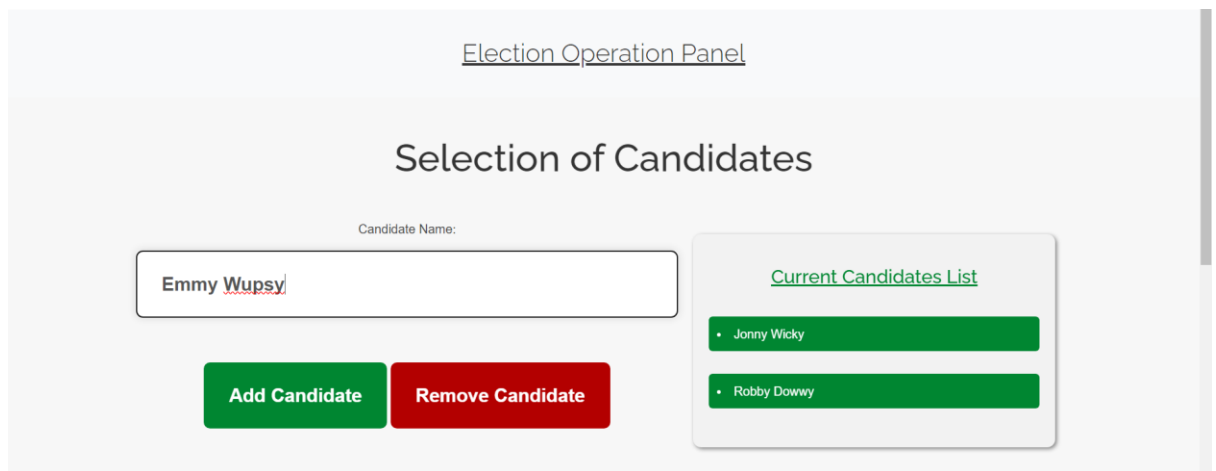 Election Operation Panel
Selection of Candidates
Candidate Name:
Emmy Wupsy
Add Candidate
Remove Candidate
Current Candidates List
• Jonny Wicky
• Robby Dowwy